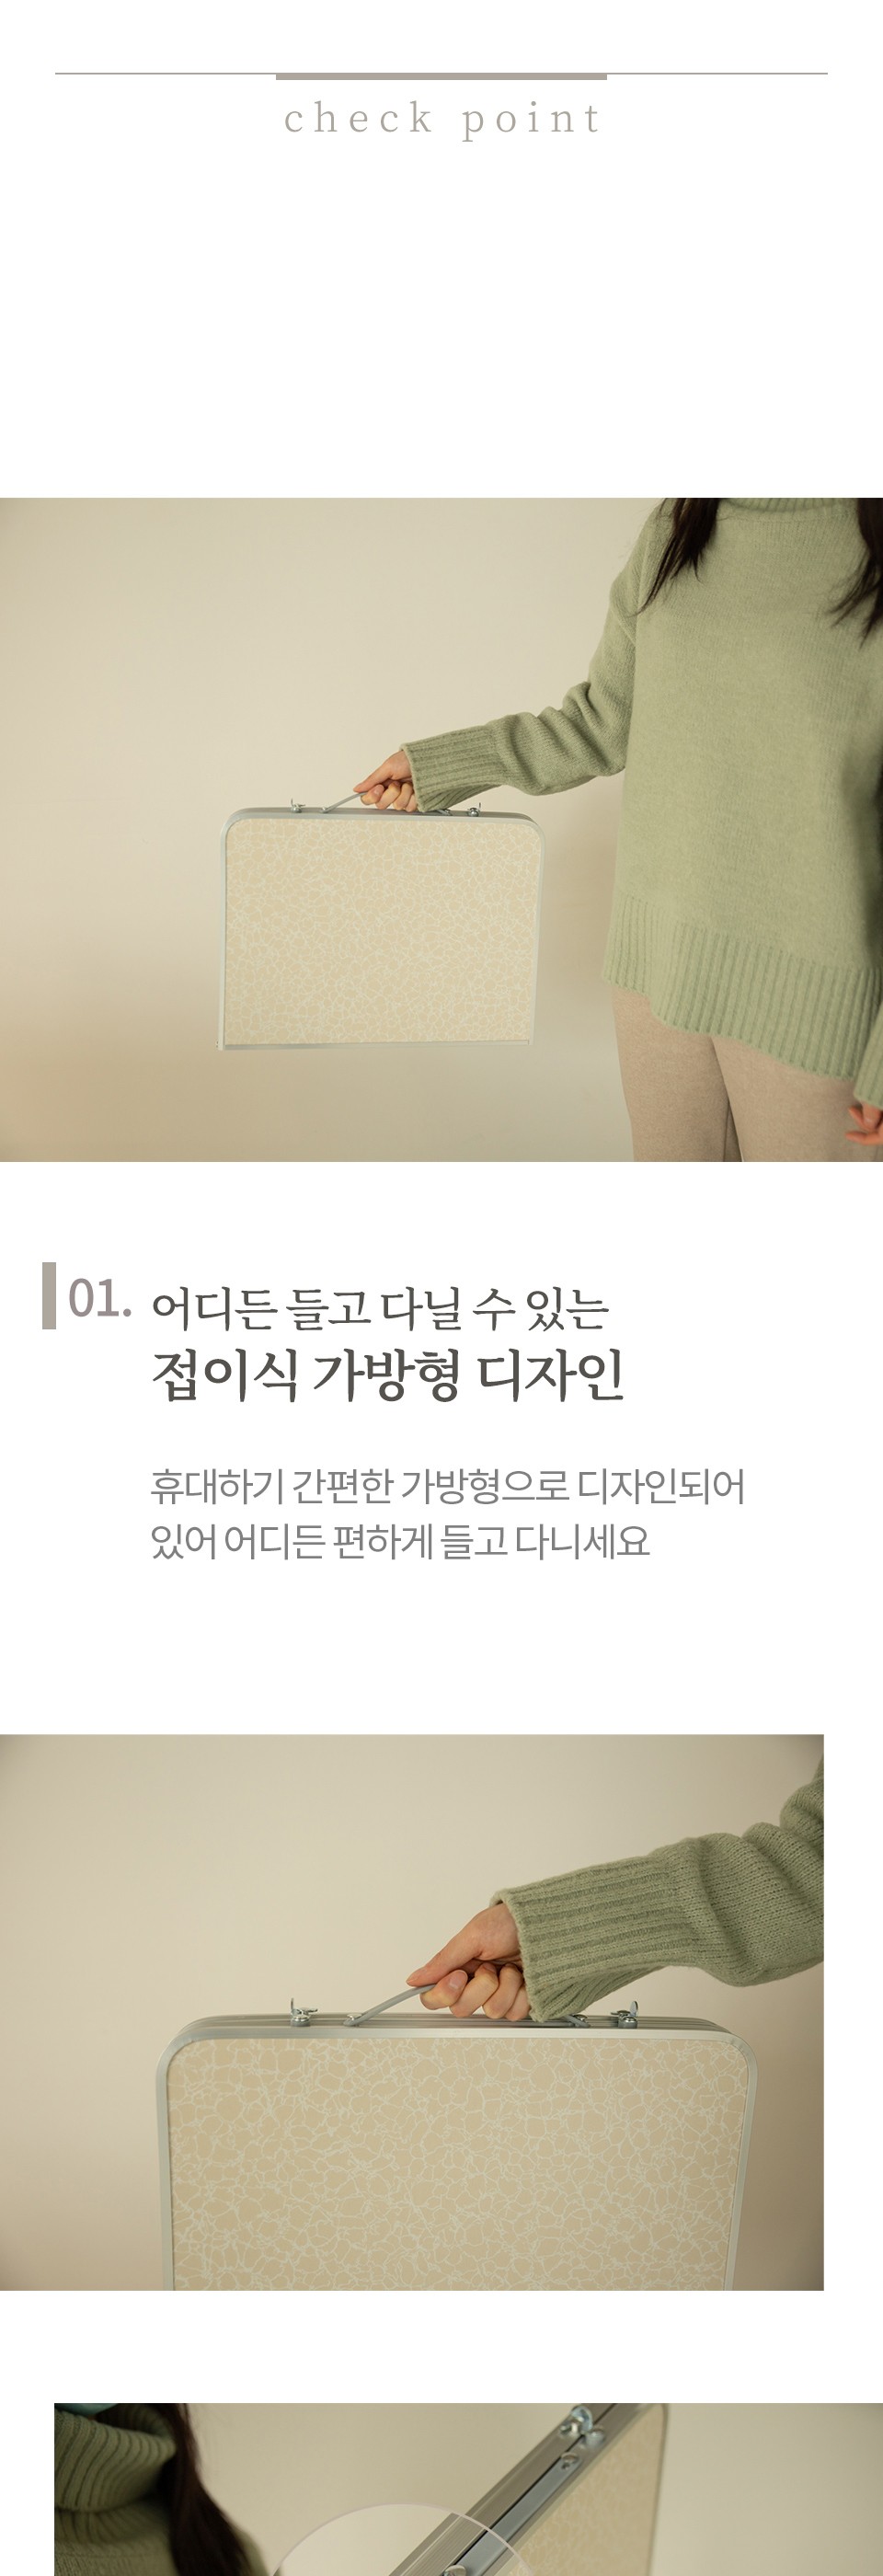 check point
01. 어디든 들고 다닐 수 있는
접이식 가방형 디자인
휴대하기 간편한 가방형으로 디자인되어
있어 어디든 편하게 들고 다니세요